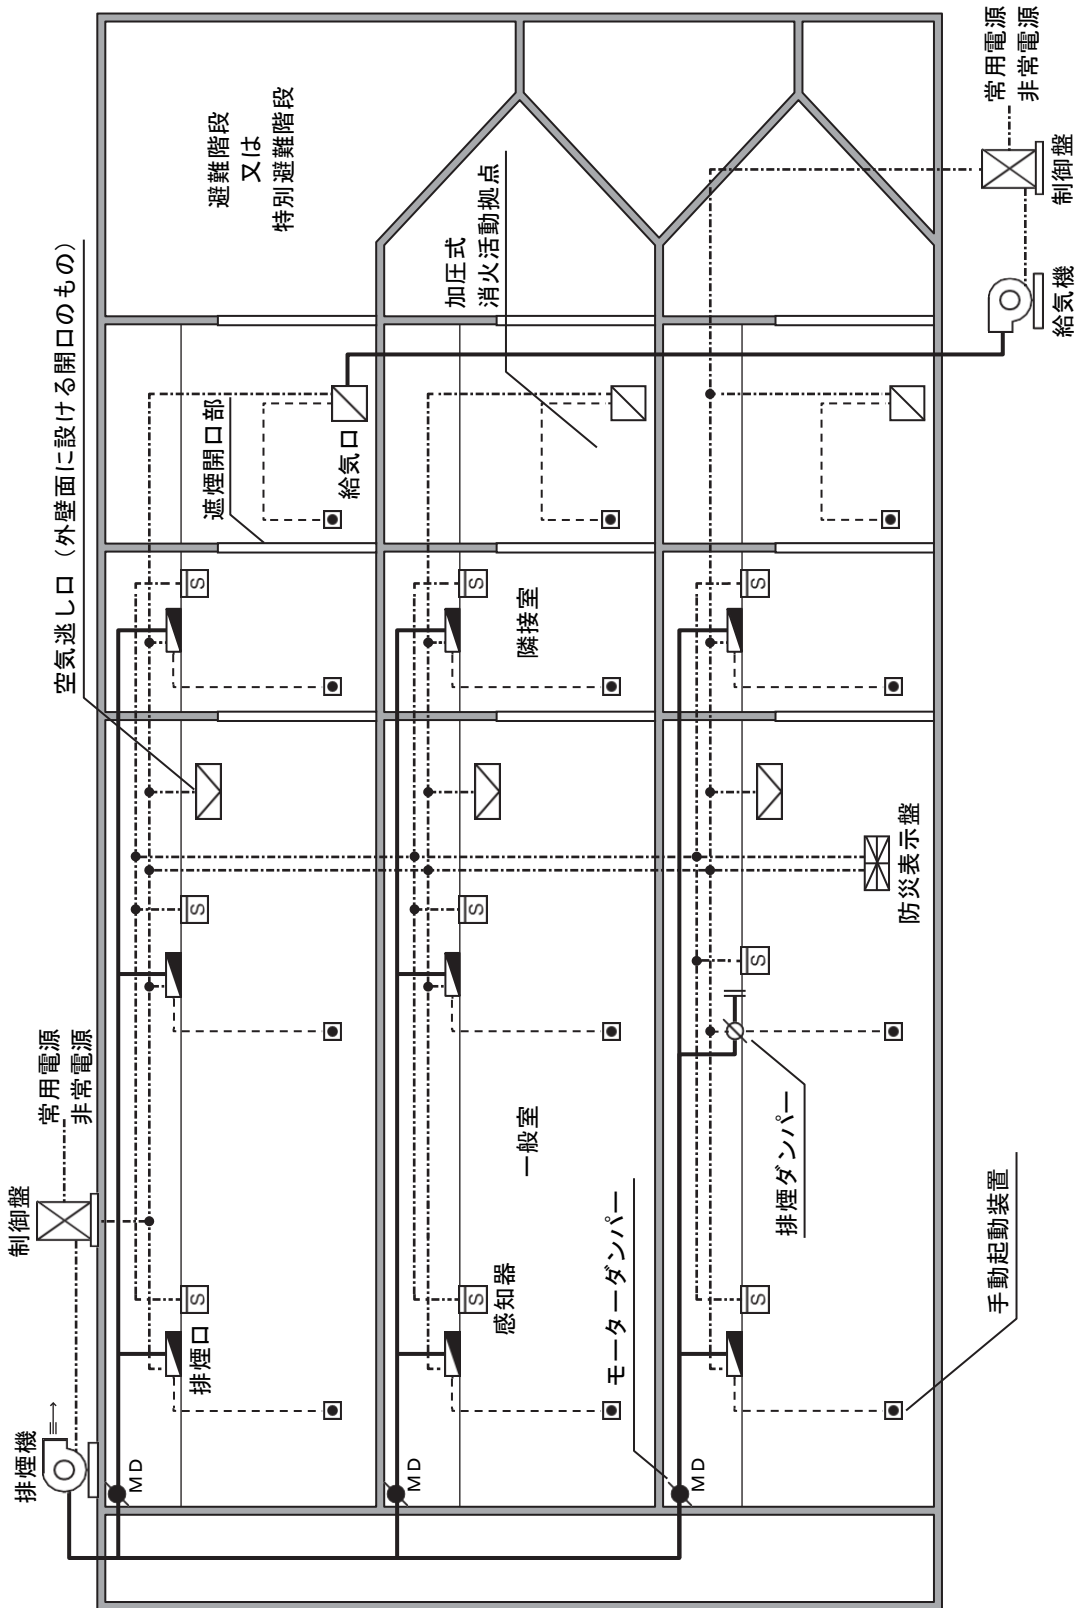 排煙機
制御盤
常用電源
非常電源
空気逃し口（外壁面に設ける開口のもの）
避難階段
又は
特別避難階段
MD
排煙口
S
S
S
遮煙開口部
給気口
加圧式
消火活動拠点
MD
S
感知器
一般室
S
S
隣接室
MD
モーターダンパー
S
排煙ダンパー
S
S
防災表示盤
手動起動装置
給気機
制御盤
常用電源
非常電源